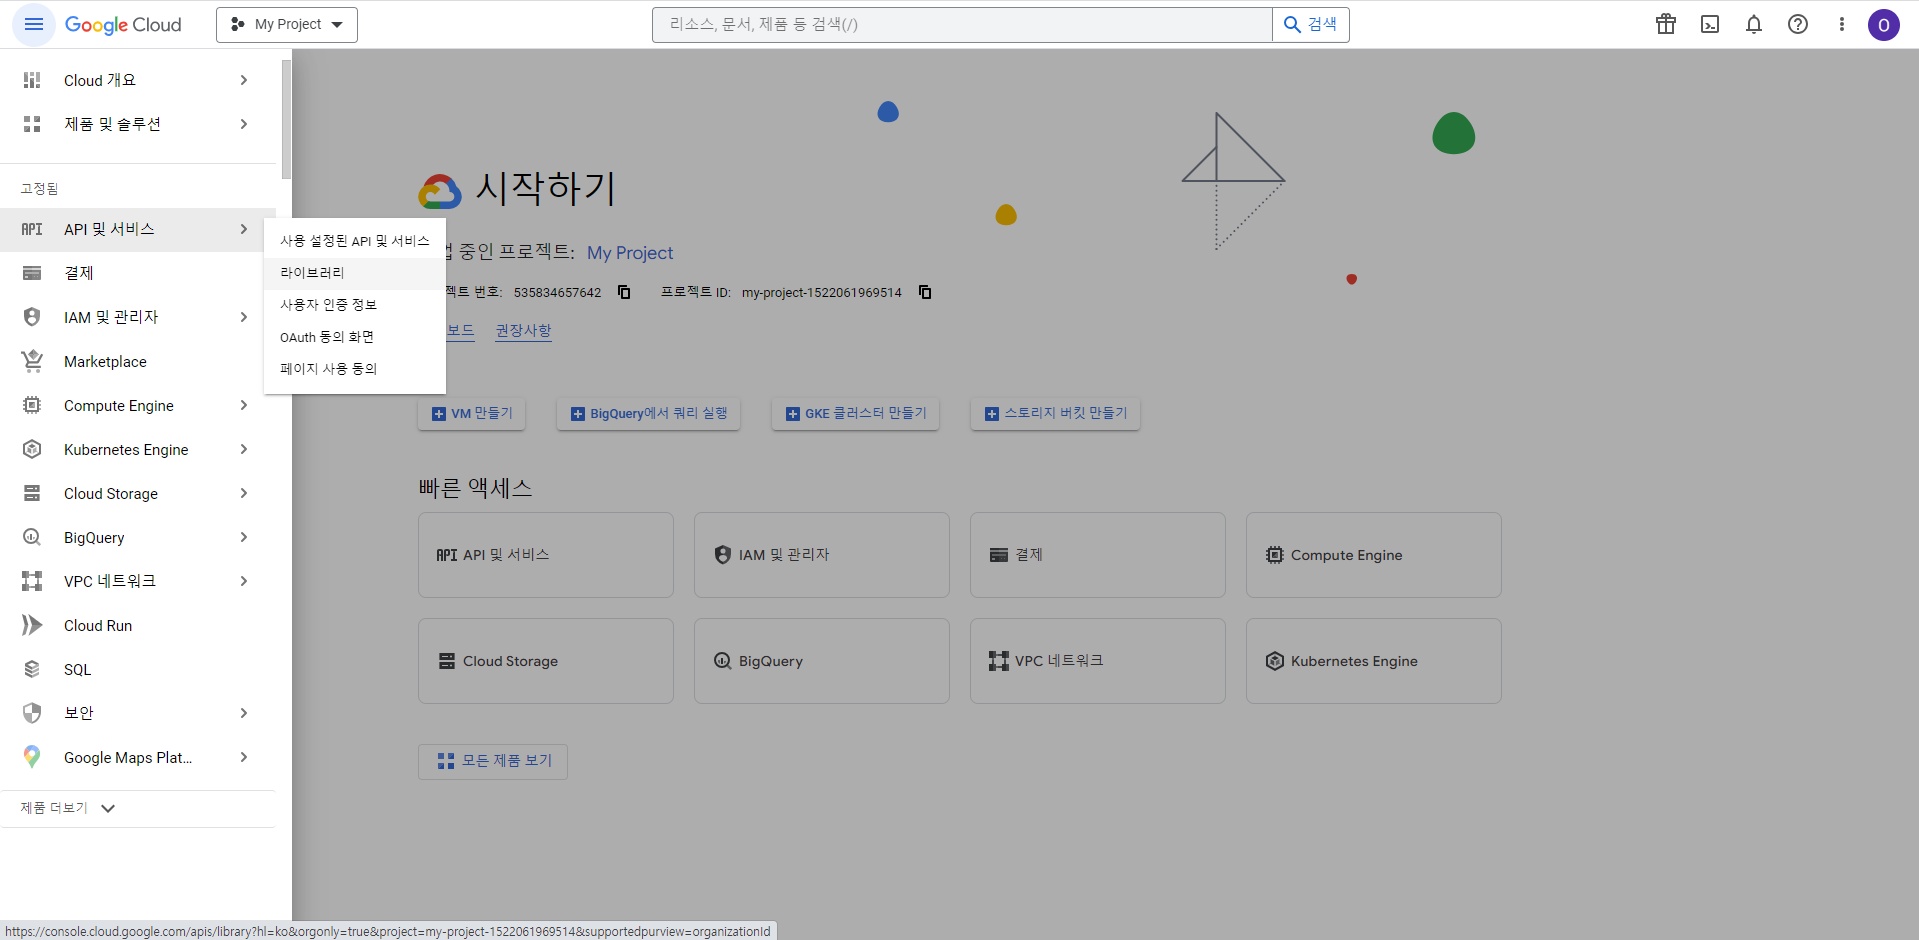 Google Cloud
My Project
리소스, 문서, 제품 등 검색(/)
검색
O
Cloud 개요
제품 및 솔루션
고정됨
API API 및 서비스
결제
IAM 및 관리자
Marketplace
Compute Engine
Kubernetes Engine
Cloud Storage
BigQuery
VPC 네트워크
Cloud Run
SQL
보안
Google Maps Plat...
제품 더보기
사용 설정된 API 및 서비스
라이브러리
사용자 인증 정보
OAuth 동의 화면
페이지 사용 동의
시작하기
중인 프로젝트: My Project
젝트 번호: 535834657642 프로젝트 ID: my-project-1522061969514
보드 권장사항
VM 만들기 BigQuery에서 쿼리 실행 GKE 클러스터 만들기 스토리지 버킷 만들기
빠른 액세스
API API 및 서비스 IAM 및 관리자 결제 Compute Engine
Cloud Storage BigQuery VPC 네트워크 Kubernetes Engine
모든 제품 보기
https://console.cloud.google.com/apis/library?hl=ko&orgonly=true&project=my-project-1522061969514&supportedpurview=organizationId